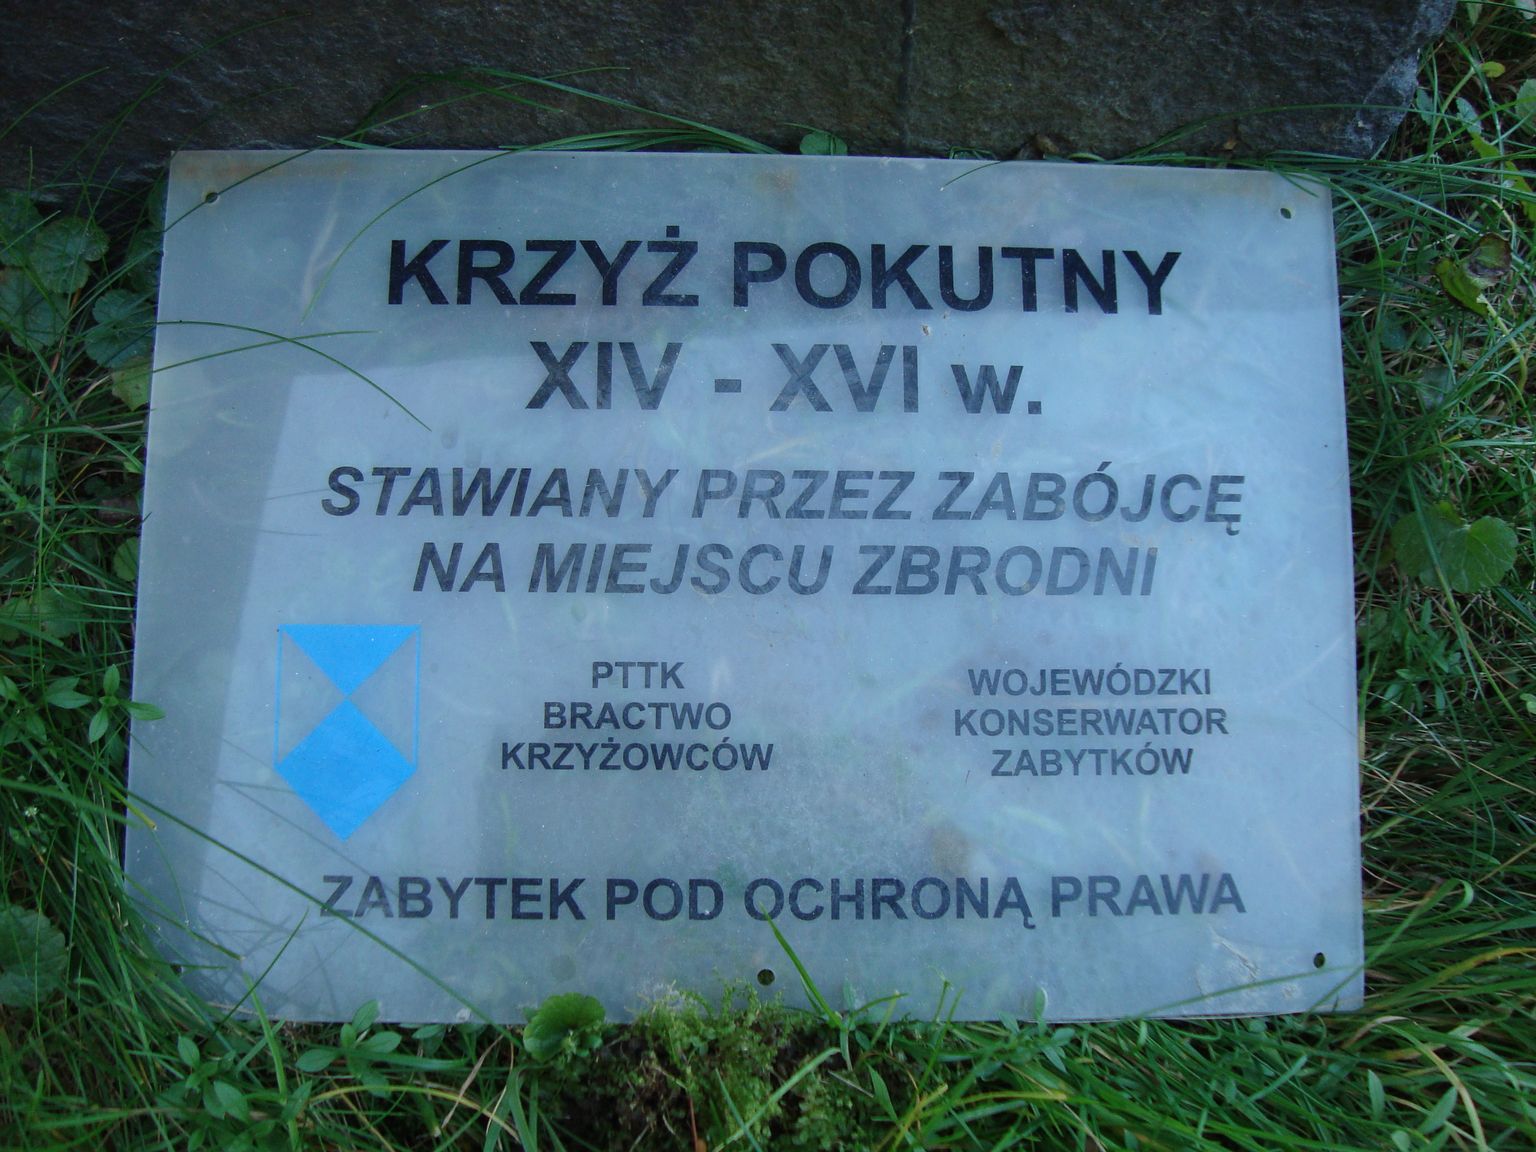 KRZYŻ POKUTNY
XIV - XVI w.
STAWIANY PRZEZ ZABÓJCĘ
NA MIEJSCU ZBRODNI
PTTK
BRACTWO
KRZYŻOWCÓW
WOJEWÓDZKI
KONSERWATOR
ZABYTKÓW
ZABYTEK POD OCHRONĄ PRAWA